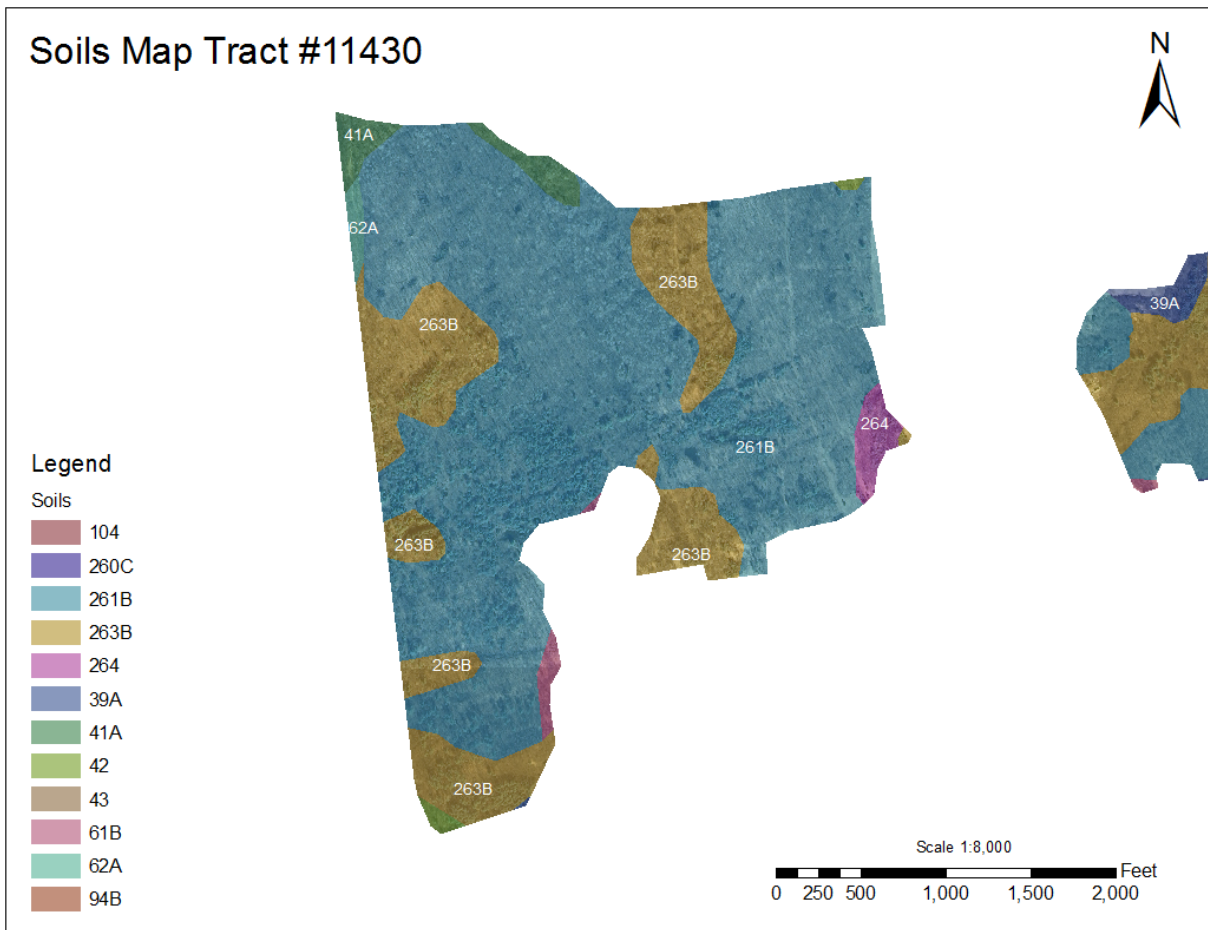 Soils Map Tract #11430
N
41A
62A
263B
263B
39A
264
261B
263B
263B
263B
263B
Legend
Soils
104
260C
261B
263B
264
39A
41A
42
43
61B
62A
94B
Scale 1:8,000
Feet
0 250 500 1,000 1,500 2,000